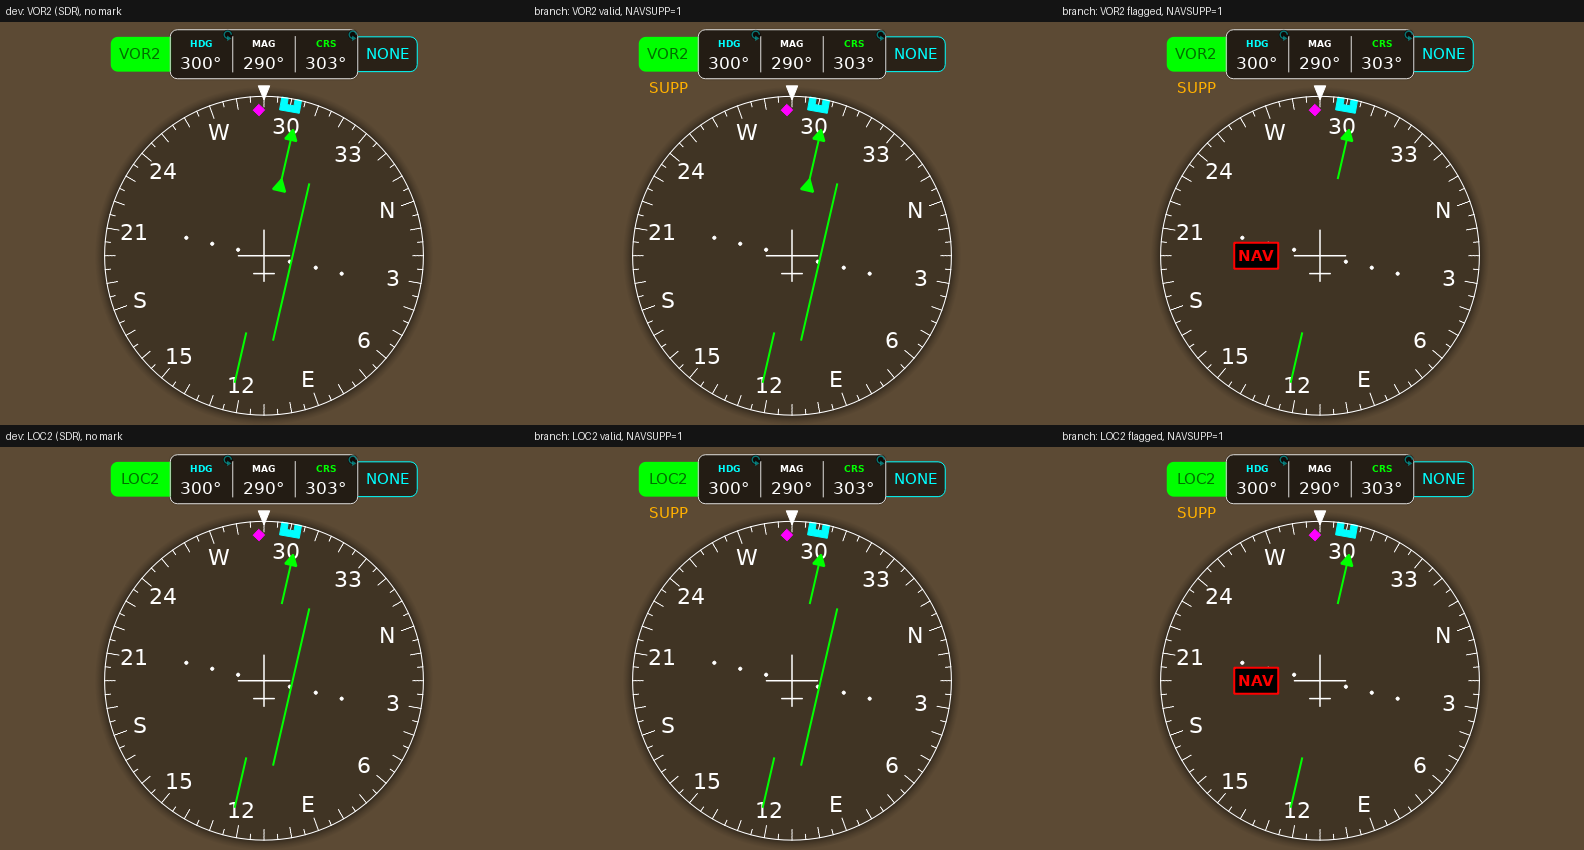 dev: VOR2 (SDR), no mark
VOR2 HDG 300° MAG 290° CRS 303° NONE
30
W 33
24
N
21
3
S
6
15
E
12
branch: VOR2 valid, NAVSUPP=1
VOR2 HDG 300° MAG 290° CRS 303° NONE
SUPP
30
W 33
24
N
21
3
S
6
15
E
12
branch: VOR2 flagged, NAVSUPP=1
VOR2 HDG 300° MAG 290° CRS 303° NONE
SUPP
30
W 33
24
N
21
NAV
3
S
6
15
E
12
dev: LOC2 (SDR), no mark
LOC2 HDG 300° MAG 290° CRS 303° NONE
30
W 33
24
N
21
3
S
6
15
E
12
branch: LOC2 valid, NAVSUPP=1
LOC2 HDG 300° MAG 290° CRS 303° NONE
SUPP
30
W 33
24
N
21
3
S
6
15
E
12
branch: LOC2 flagged, NAVSUPP=1
LOC2 HDG 300° MAG 290° CRS 303° NONE
SUPP
30
W 33
24
N
21
NAV
3
S
6
15
E
12